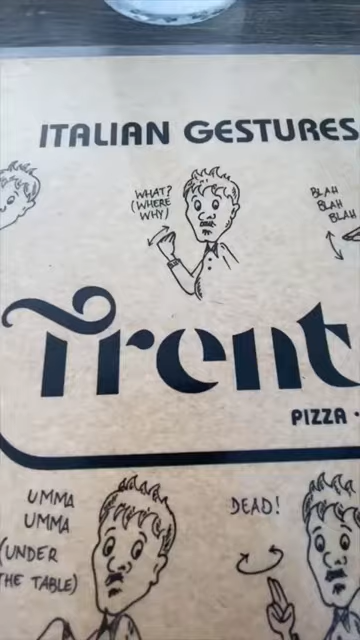 ITALIAN GESTURES
WHAT?
(WHERE
WHY)
BLAH
BLAH
BLAH
Trent
PIZZA ·
UMMA
UMMA
(UNDER
THE TABLE)
DEAD!